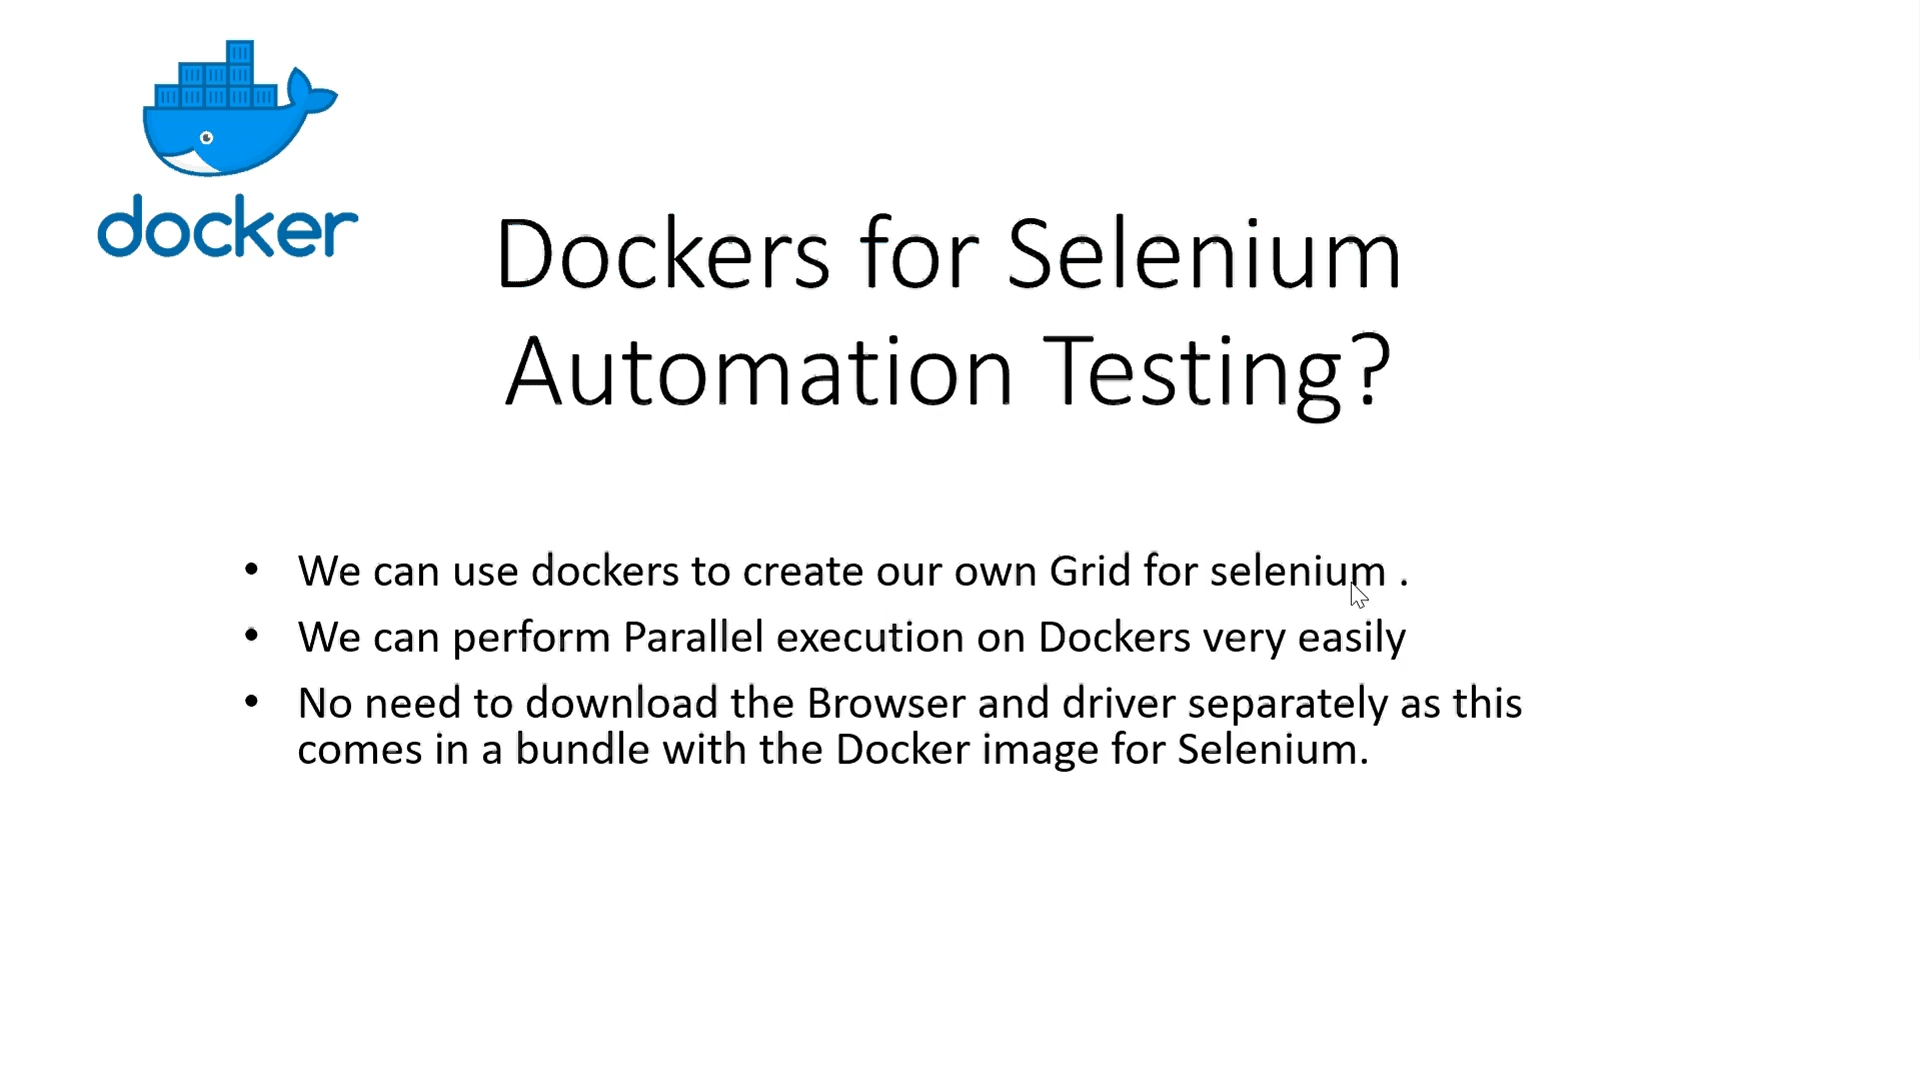 docker
Dockers for Selenium
Automation Testing?
• We can use dockers to create our own Grid for selenium .
• We can perform Parallel execution on Dockers very easily
• No need to download the Browser and driver separately as this
comes in a bundle with the Docker image for Selenium.